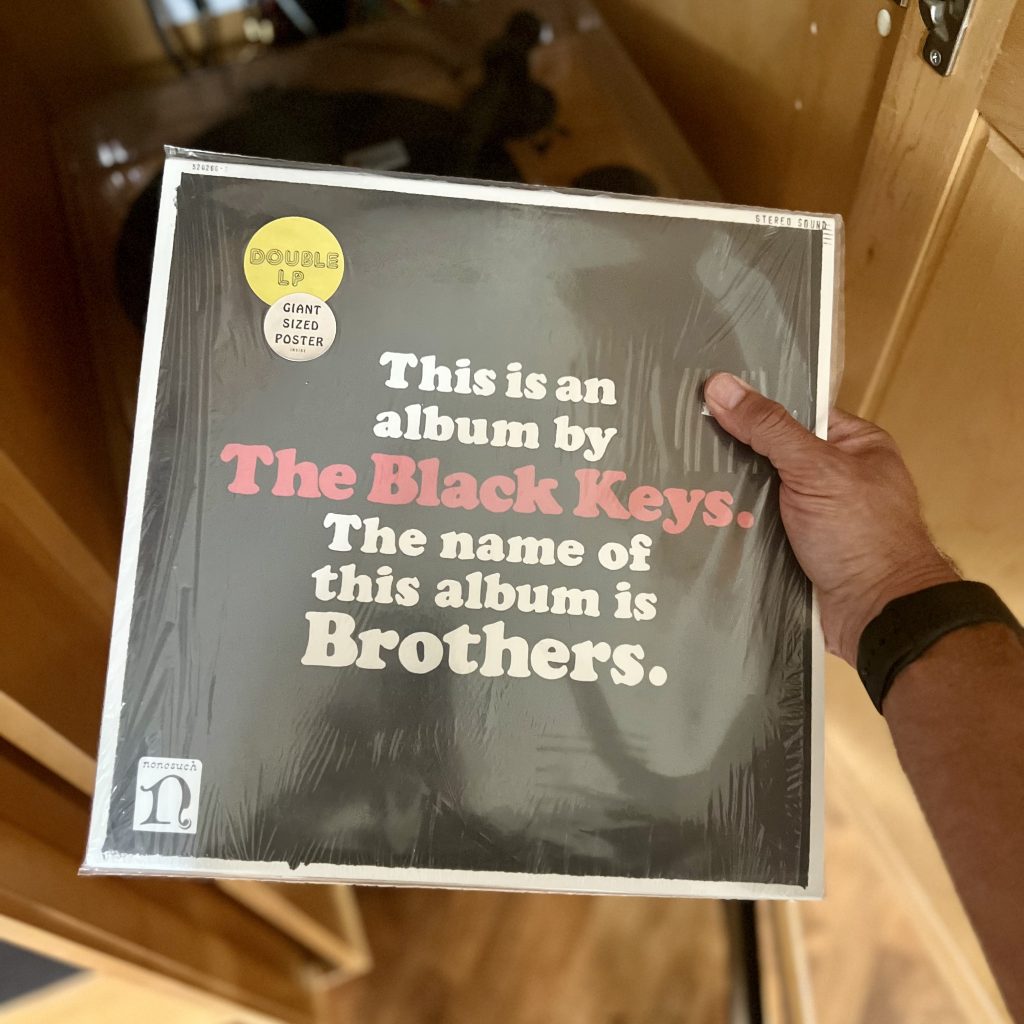 STEREO SOUND
DOUBLE
LP
GIANT
SIZED
POSTER
INSIDE
This is an
album by
The Black Keys.
The name of
this album is
Brothers.
nonesuch
n